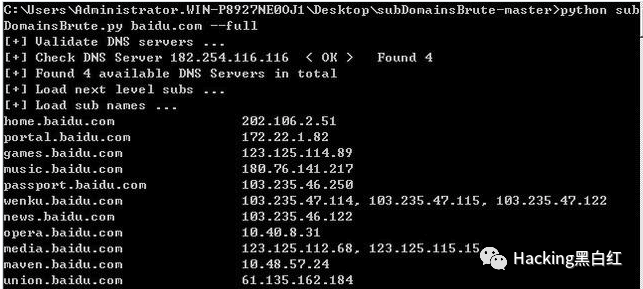 C:\Users\Administrator.WIN-P8927NE0OJ1\Desktop\subDomainsBrute-master>python sub
DomainsBrute.py baidu.com --full
[+] Validate DNS servers ...
[+] Check DNS Server 182.254.116.116 < OK > Found 4
[+] Found 4 available DNS Servers in total
[+] Load next level subs ...
[+] Load sub names ...
home.baidu.com 202.106.2.51
portal.baidu.com 172.22.1.82
games.baidu.com 123.125.114.89
music.baidu.com 180.76.141.217
passport.baidu.com 103.235.46.250
wenku.baidu.com 103.235.47.114, 103.235.47.115, 103.235.47.122
news.baidu.com 103.235.46.122
opera.baidu.com 10.40.8.31
media.baidu.com 123.125.112.68, 123.125.115.15
maven.baidu.com 10.48.57.24
union.baidu.com 61.135.162.184
Hacking黑白红